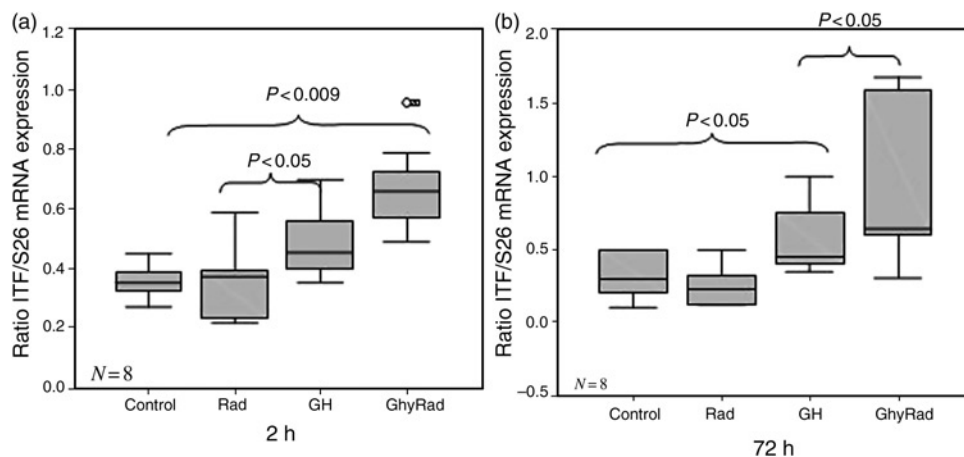 (a)
1.2
1.0
0.8
0.6
0.4
0.2
0.0
Ratio ITF/S26 mRNA expression
P<0.009
P<0.05
N=8
Control Rad GH GhyRad
2 h
(b)
2.0
1.5
1.0
0.5
0.0
–0.5
Ratio ITF/S26 mRNA expression
P<0.05
P<0.05
N=8
Control Rad GH GhyRad
72 h